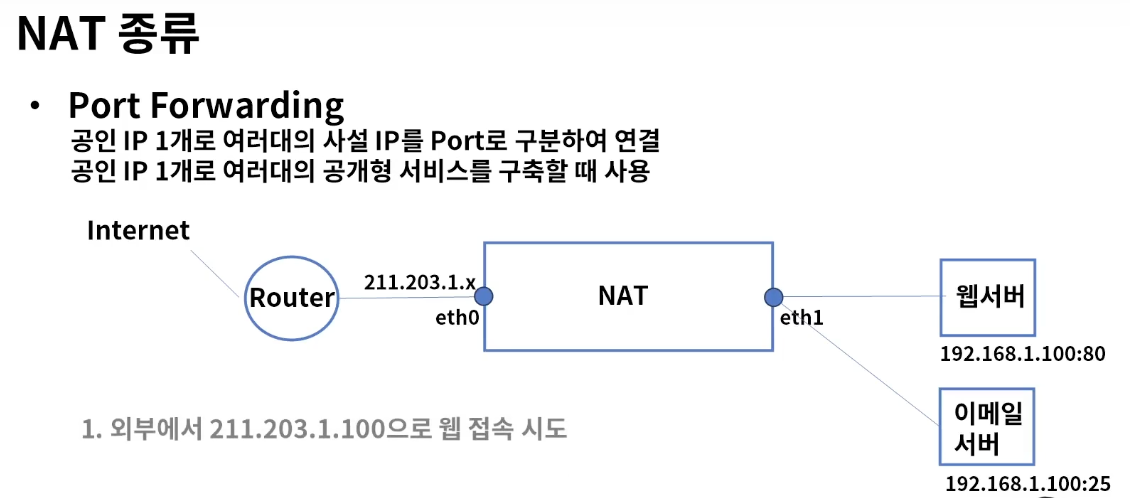 NAT 종류
• Port Forwarding
공인 IP 1개로 여러대의 사설 IP를 Port로 구분하여 연결
공인 IP 1개로 여러대의 공개형 서비스를 구축할 때 사용
Internet
Router
211.203.1.x
eth0
NAT
eth1
웹서버
192.168.1.100:80
이메일
서버
192.168.1.100:25
1. 외부에서 211.203.1.100으로 웹 접속 시도